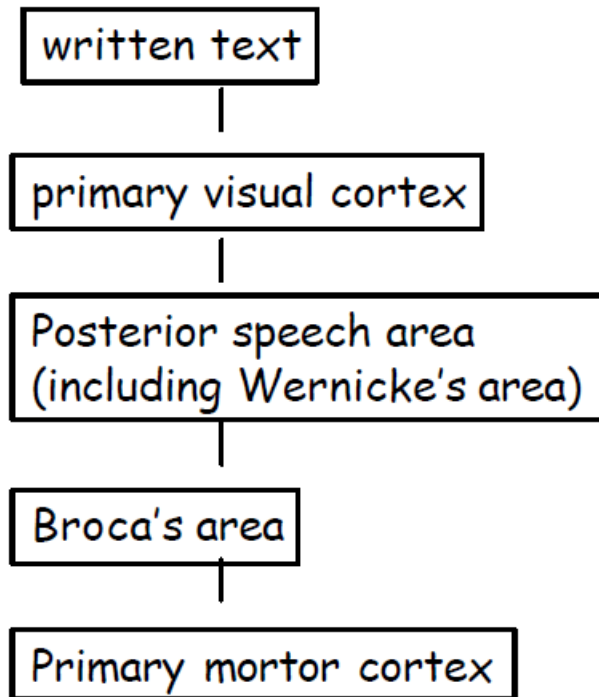 written text
primary visual cortex
Posterior speech area
(including Wernicke's area)
Broca's area
Primary mortor cortex